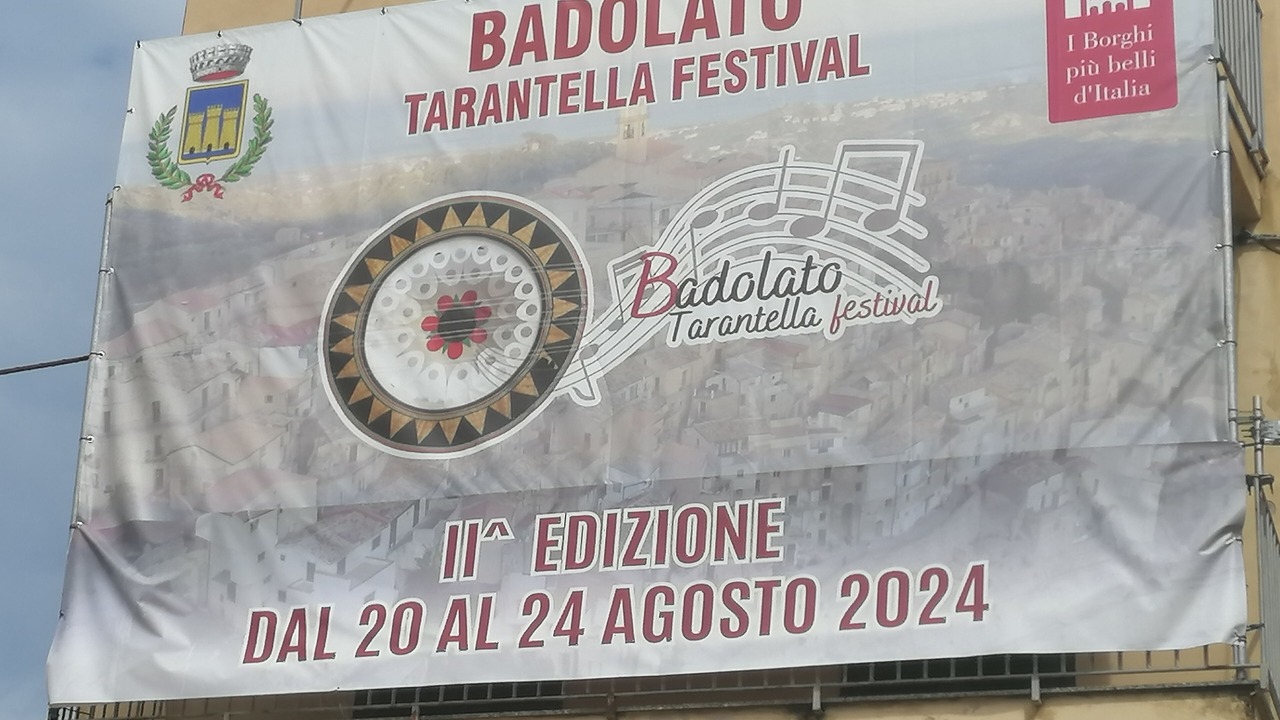 BADOLATO
TARANTELLA FESTIVAL
I Borghi
più belli
d'Italia
Badolato
Tarantella festival
II^ EDIZIONE
DAL 20 AL 24 AGOSTO 2024